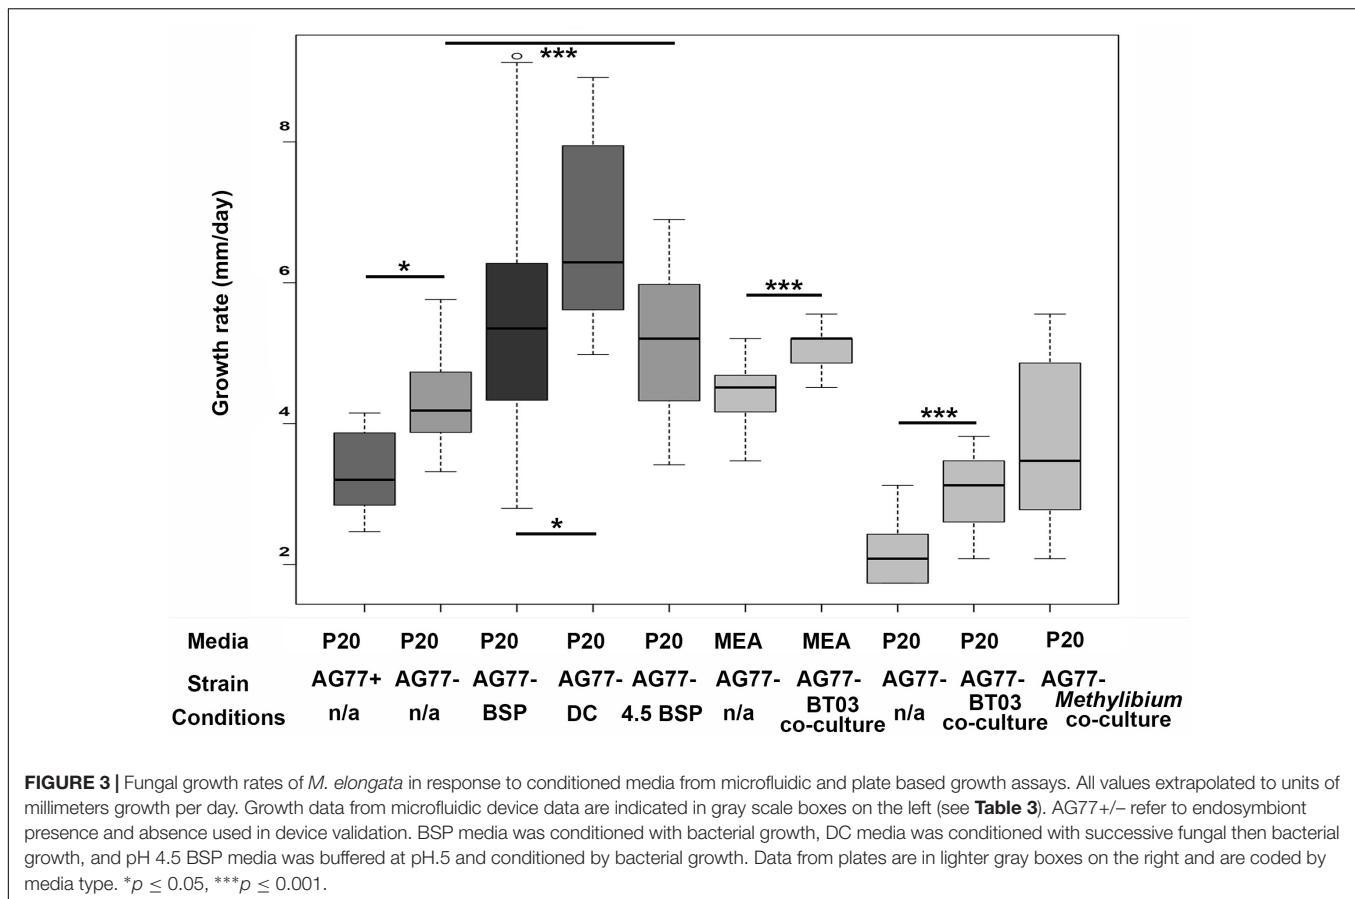 ***
8
*
6
***
Growth rate (mm/day)
4
***
*
2
Media P20 P20 P20 P20 P20 MEA MEA P20 P20 P20
Strain AG77+ AG77- AG77- AG77- AG77- AG77- AG77- AG77- AG77- AG77-
Conditions n/a n/a BSP DC 4.5 BSP n/a BT03 co-culture n/a BT03 co-culture Methylibium co-culture
FIGURE 3 | Fungal growth rates of M. elongata in response to conditioned media from microfluidic and plate based growth assays. All values extrapolated to units of
millimeters growth per day. Growth data from microfluidic device data are indicated in gray scale boxes on the left (see Table 3). AG77+/– refer to endosymbiont
presence and absence used in device validation. BSP media was conditioned with bacterial growth, DC media was conditioned with successive fungal then bacterial
growth, and pH 4.5 BSP media was buffered at pH.5 and conditioned by bacterial growth. Data from plates are in lighter gray boxes on the right and are coded by
media type. *p ≤ 0.05, ***p ≤ 0.001.